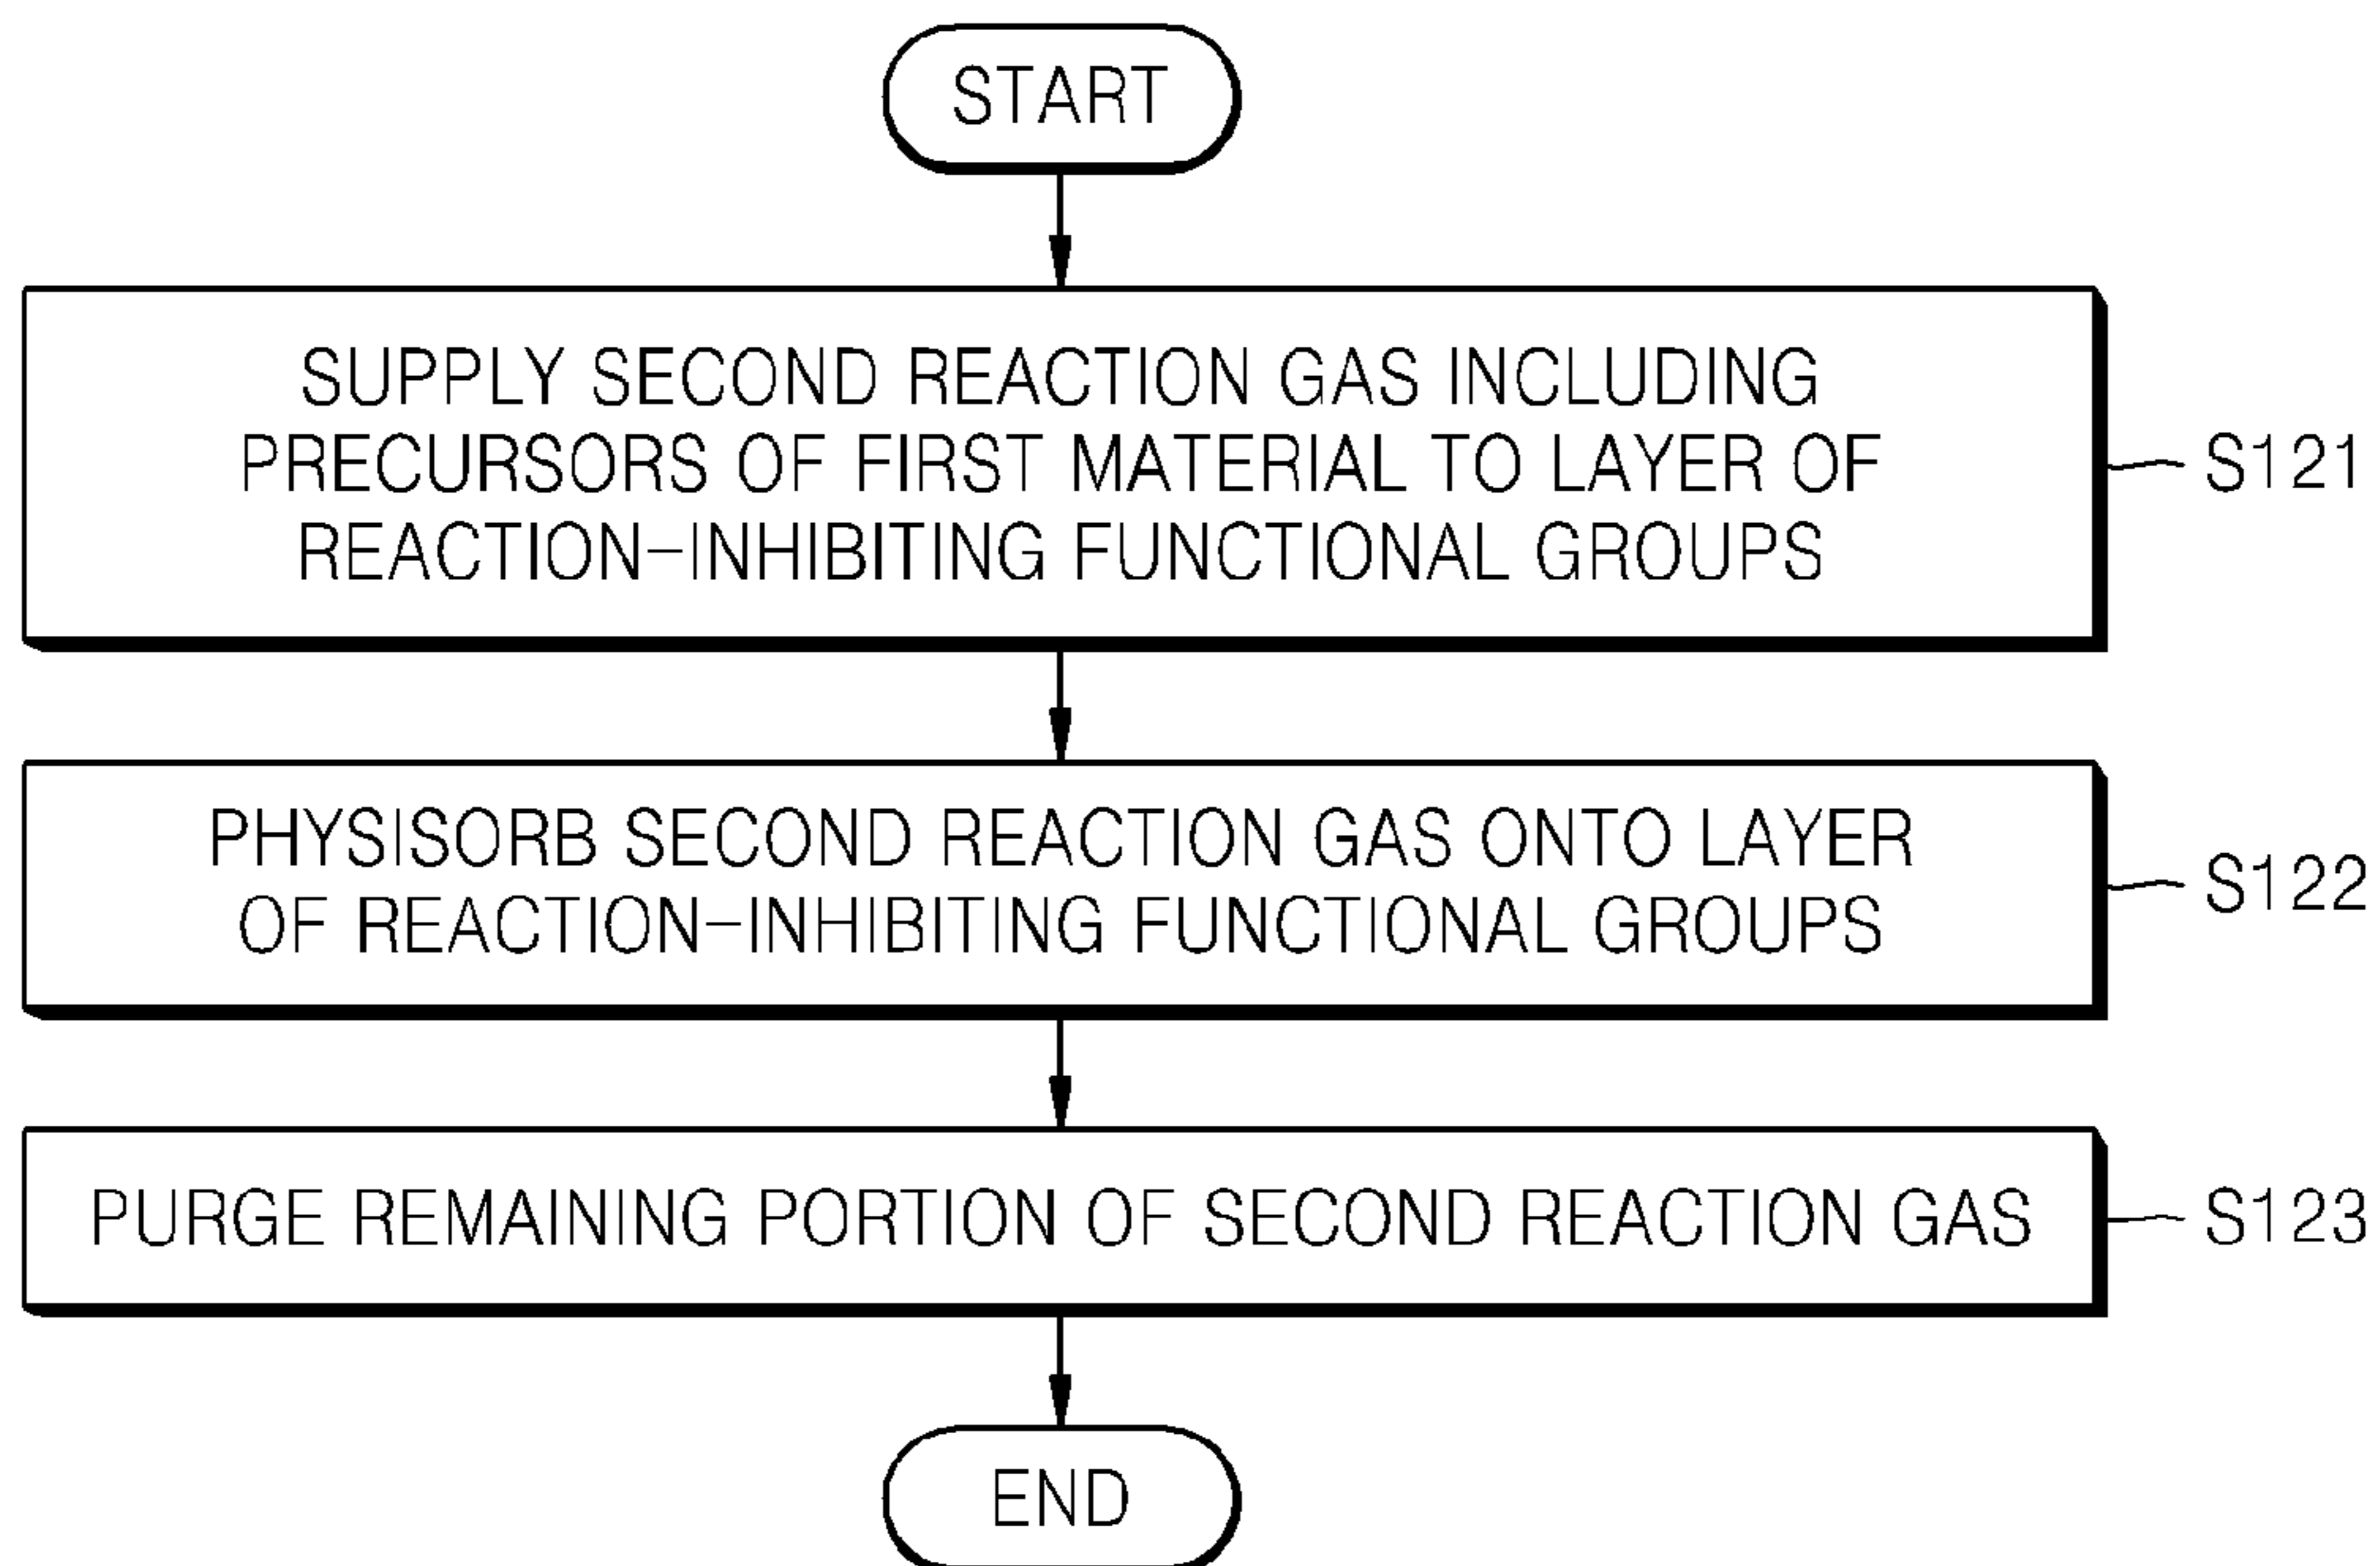 START
SUPPLY SECOND REACTION GAS INCLUDING
PRECURSORS OF FIRST MATERIAL TO LAYER OF
REACTION-INHIBITING FUNCTIONAL GROUPS
S121
PHYSISORB SECOND REACTION GAS ONTO LAYER
OF REACTION-INHIBITING FUNCTIONAL GROUPS
S122
PURGE REMAINING PORTION OF SECOND REACTION GAS
S123
END